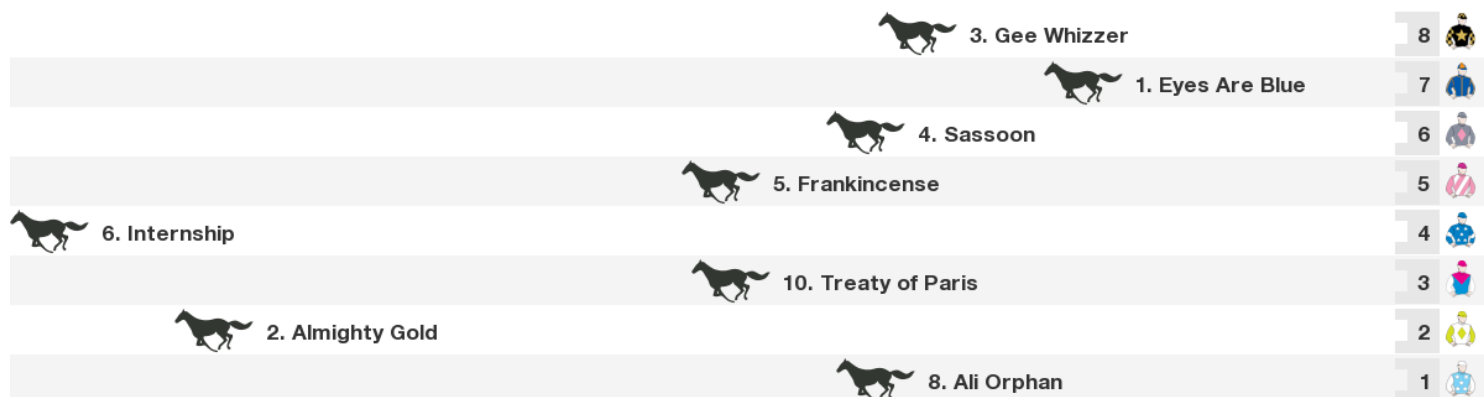 3. Gee Whizzer 8
1. Eyes Are Blue 7
4. Sassoon 6
5. Frankincense 5
6. Internship 4
10. Treaty of Paris 3
2. Almighty Gold 2
8. Ali Orphan 1